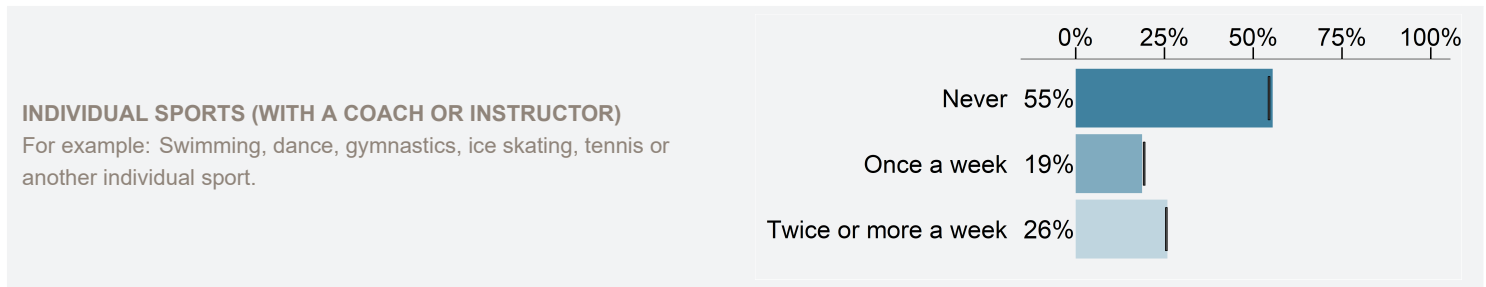 0% 25% 50% 75% 100%
INDIVIDUAL SPORTS (WITH A COACH OR INSTRUCTOR)
For example: Swimming, dance, gymnastics, ice skating, tennis or
another individual sport.
Never 55%
Once a week 19%
Twice or more a week 26%